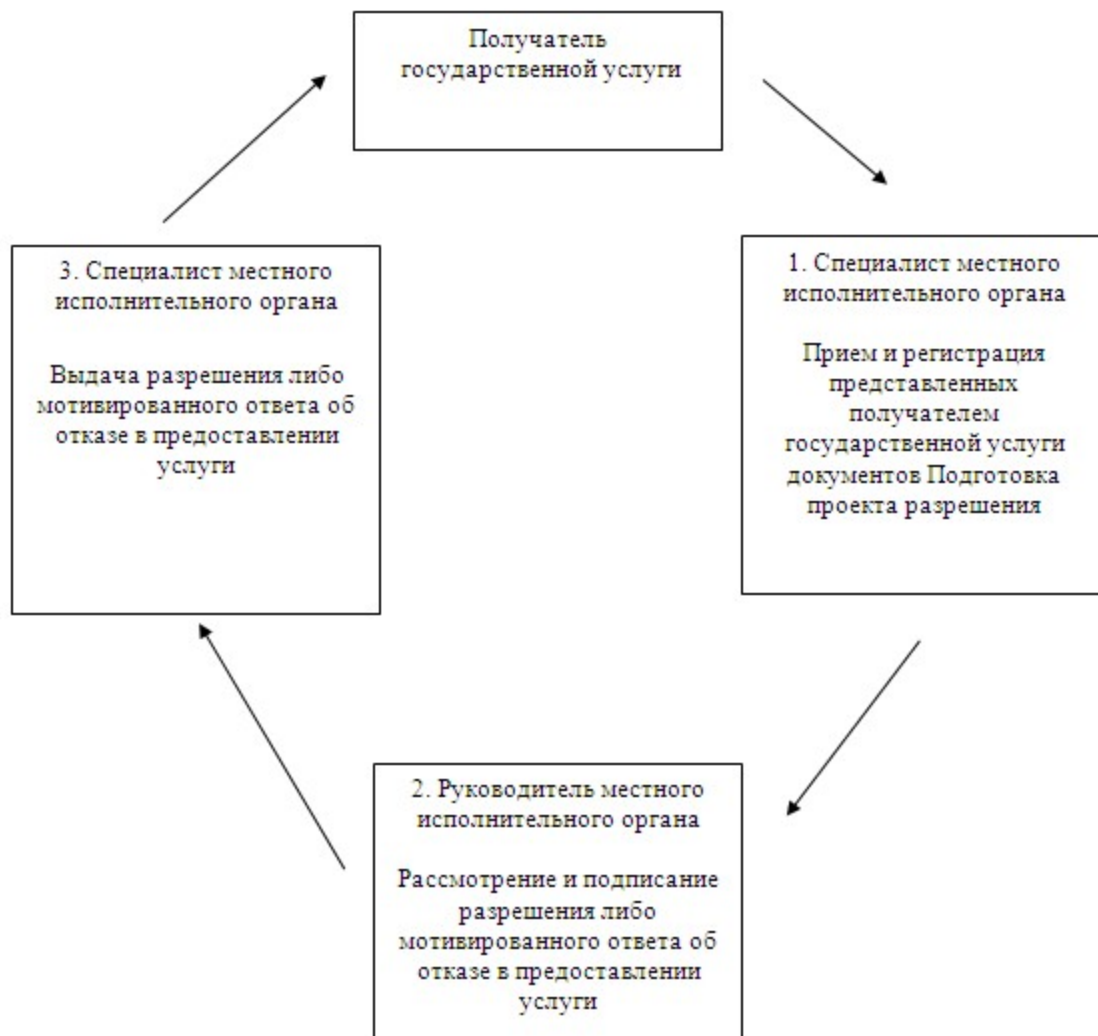 Получатель
государственной услуги
1. Специалист местного
исполнительного органа
Прием и регистрация
представленных
получателем
государственной услуги
документов Подготовка
проекта разрешения
2. Руководитель местного
исполнительного органа
Рассмотрение и подписание
разрешения либо
мотивированного ответа об
отказе в предоставлении
услуги
3. Специалист местного
исполнительного органа
Выдача разрешения либо
мотивированного ответа об
отказе в предоставлении
услуги